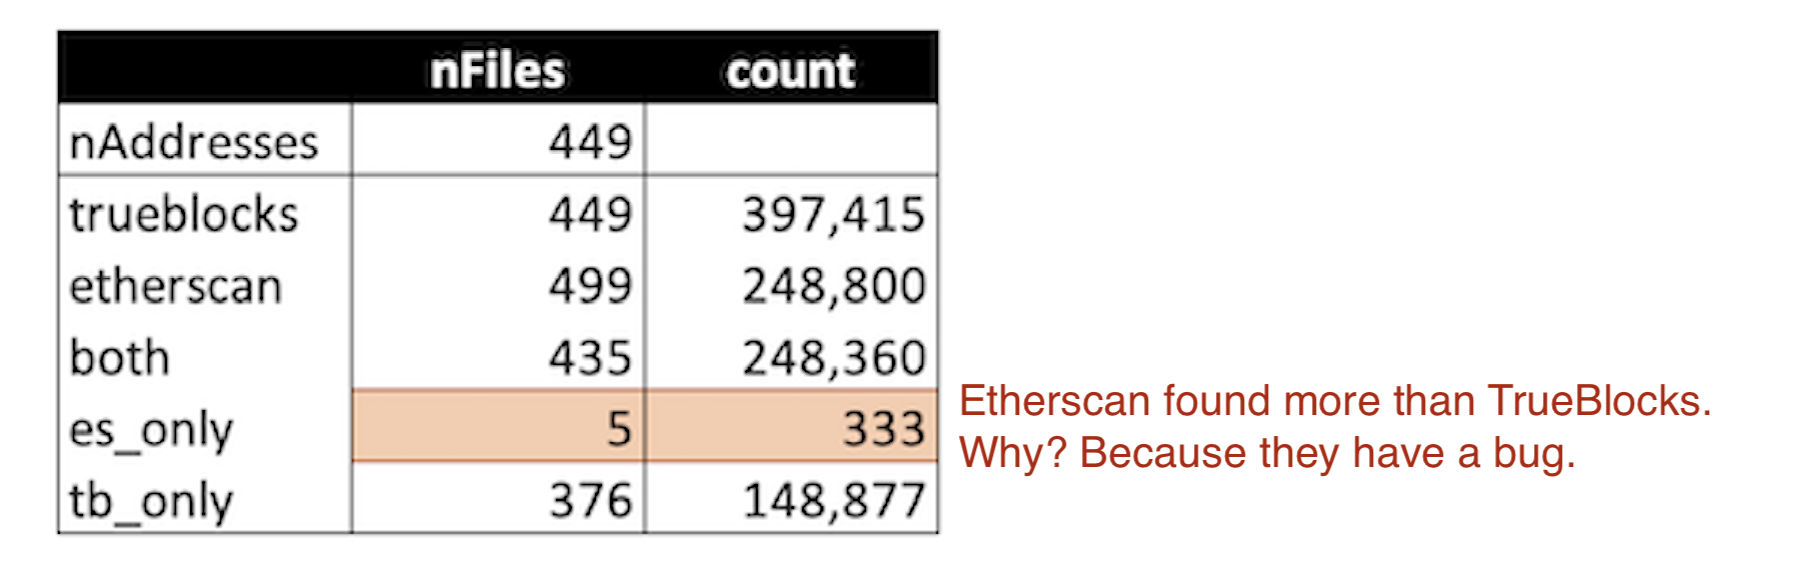 nFiles count
nAddresses 449
trueblocks 449 397,415
etherscan 499 248,800
both 435 248,360
es_only 5 333
tb_only 376 148,877
Etherscan found more than TrueBlocks.
Why? Because they have a bug.